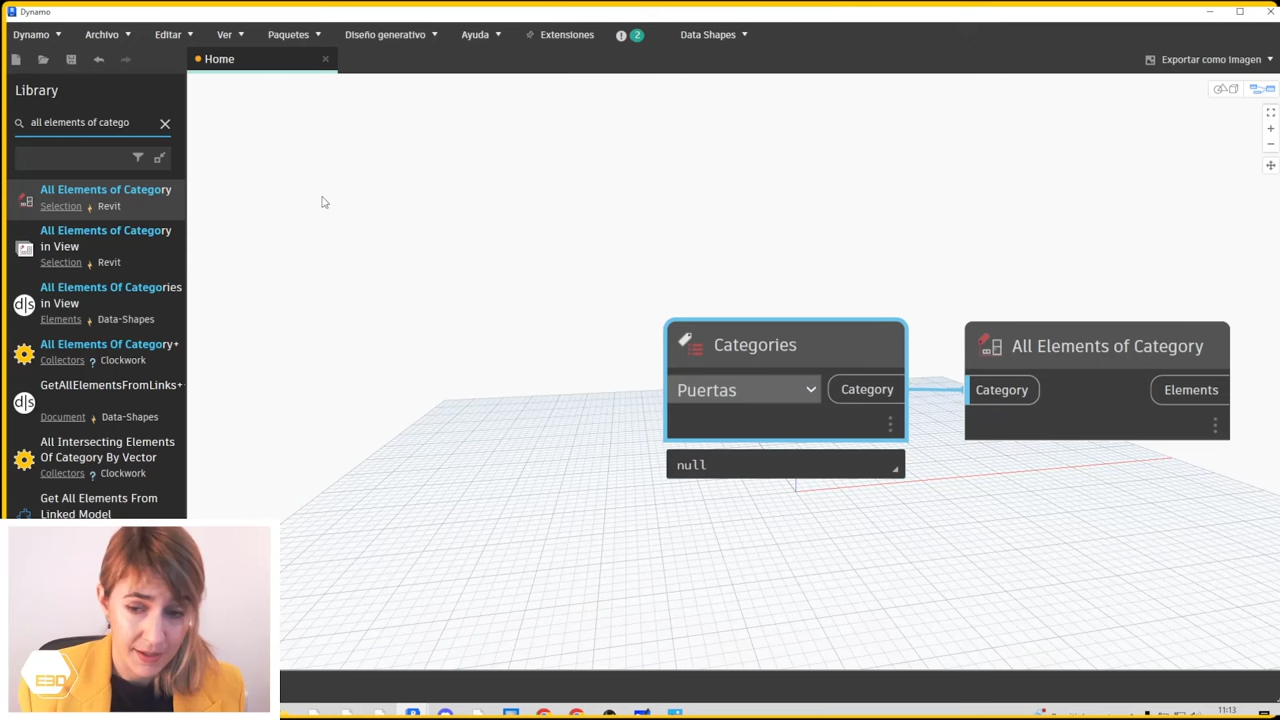 Dynamo
Dynamo Archivo Editar Ver Paquetes Diseño generativo Ayuda Extensiones 2 Data Shapes
Home
Exportar como Imagen
Library
all elements of catego
All Elements of Category
Selection Revit
All Elements of Category
in View
Selection Revit
All Elements Of Categories
in View
Elements Data-Shapes
All Elements Of Category+
Collectors ? Clockwork
GetAllElementsFromLinks+
Document Data-Shapes
All Intersecting Elements
Of Category By Vector
Collectors ? Clockwork
Get All Elements From
Linked Model
Categories
Puertas
Category
null
All Elements of Category
Category
Elements
E3D
11:13